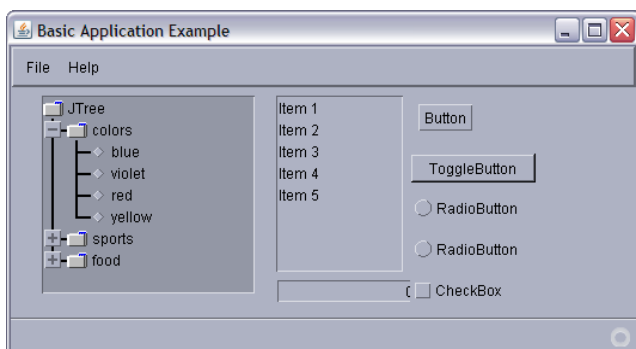 Basic Application Example
File Help
JTree
colors
blue
violet
red
yellow
sports
food
Item 1
Item 2
Item 3
Item 4
Item 5
Button
ToggleButton
RadioButton
RadioButton
CheckBox